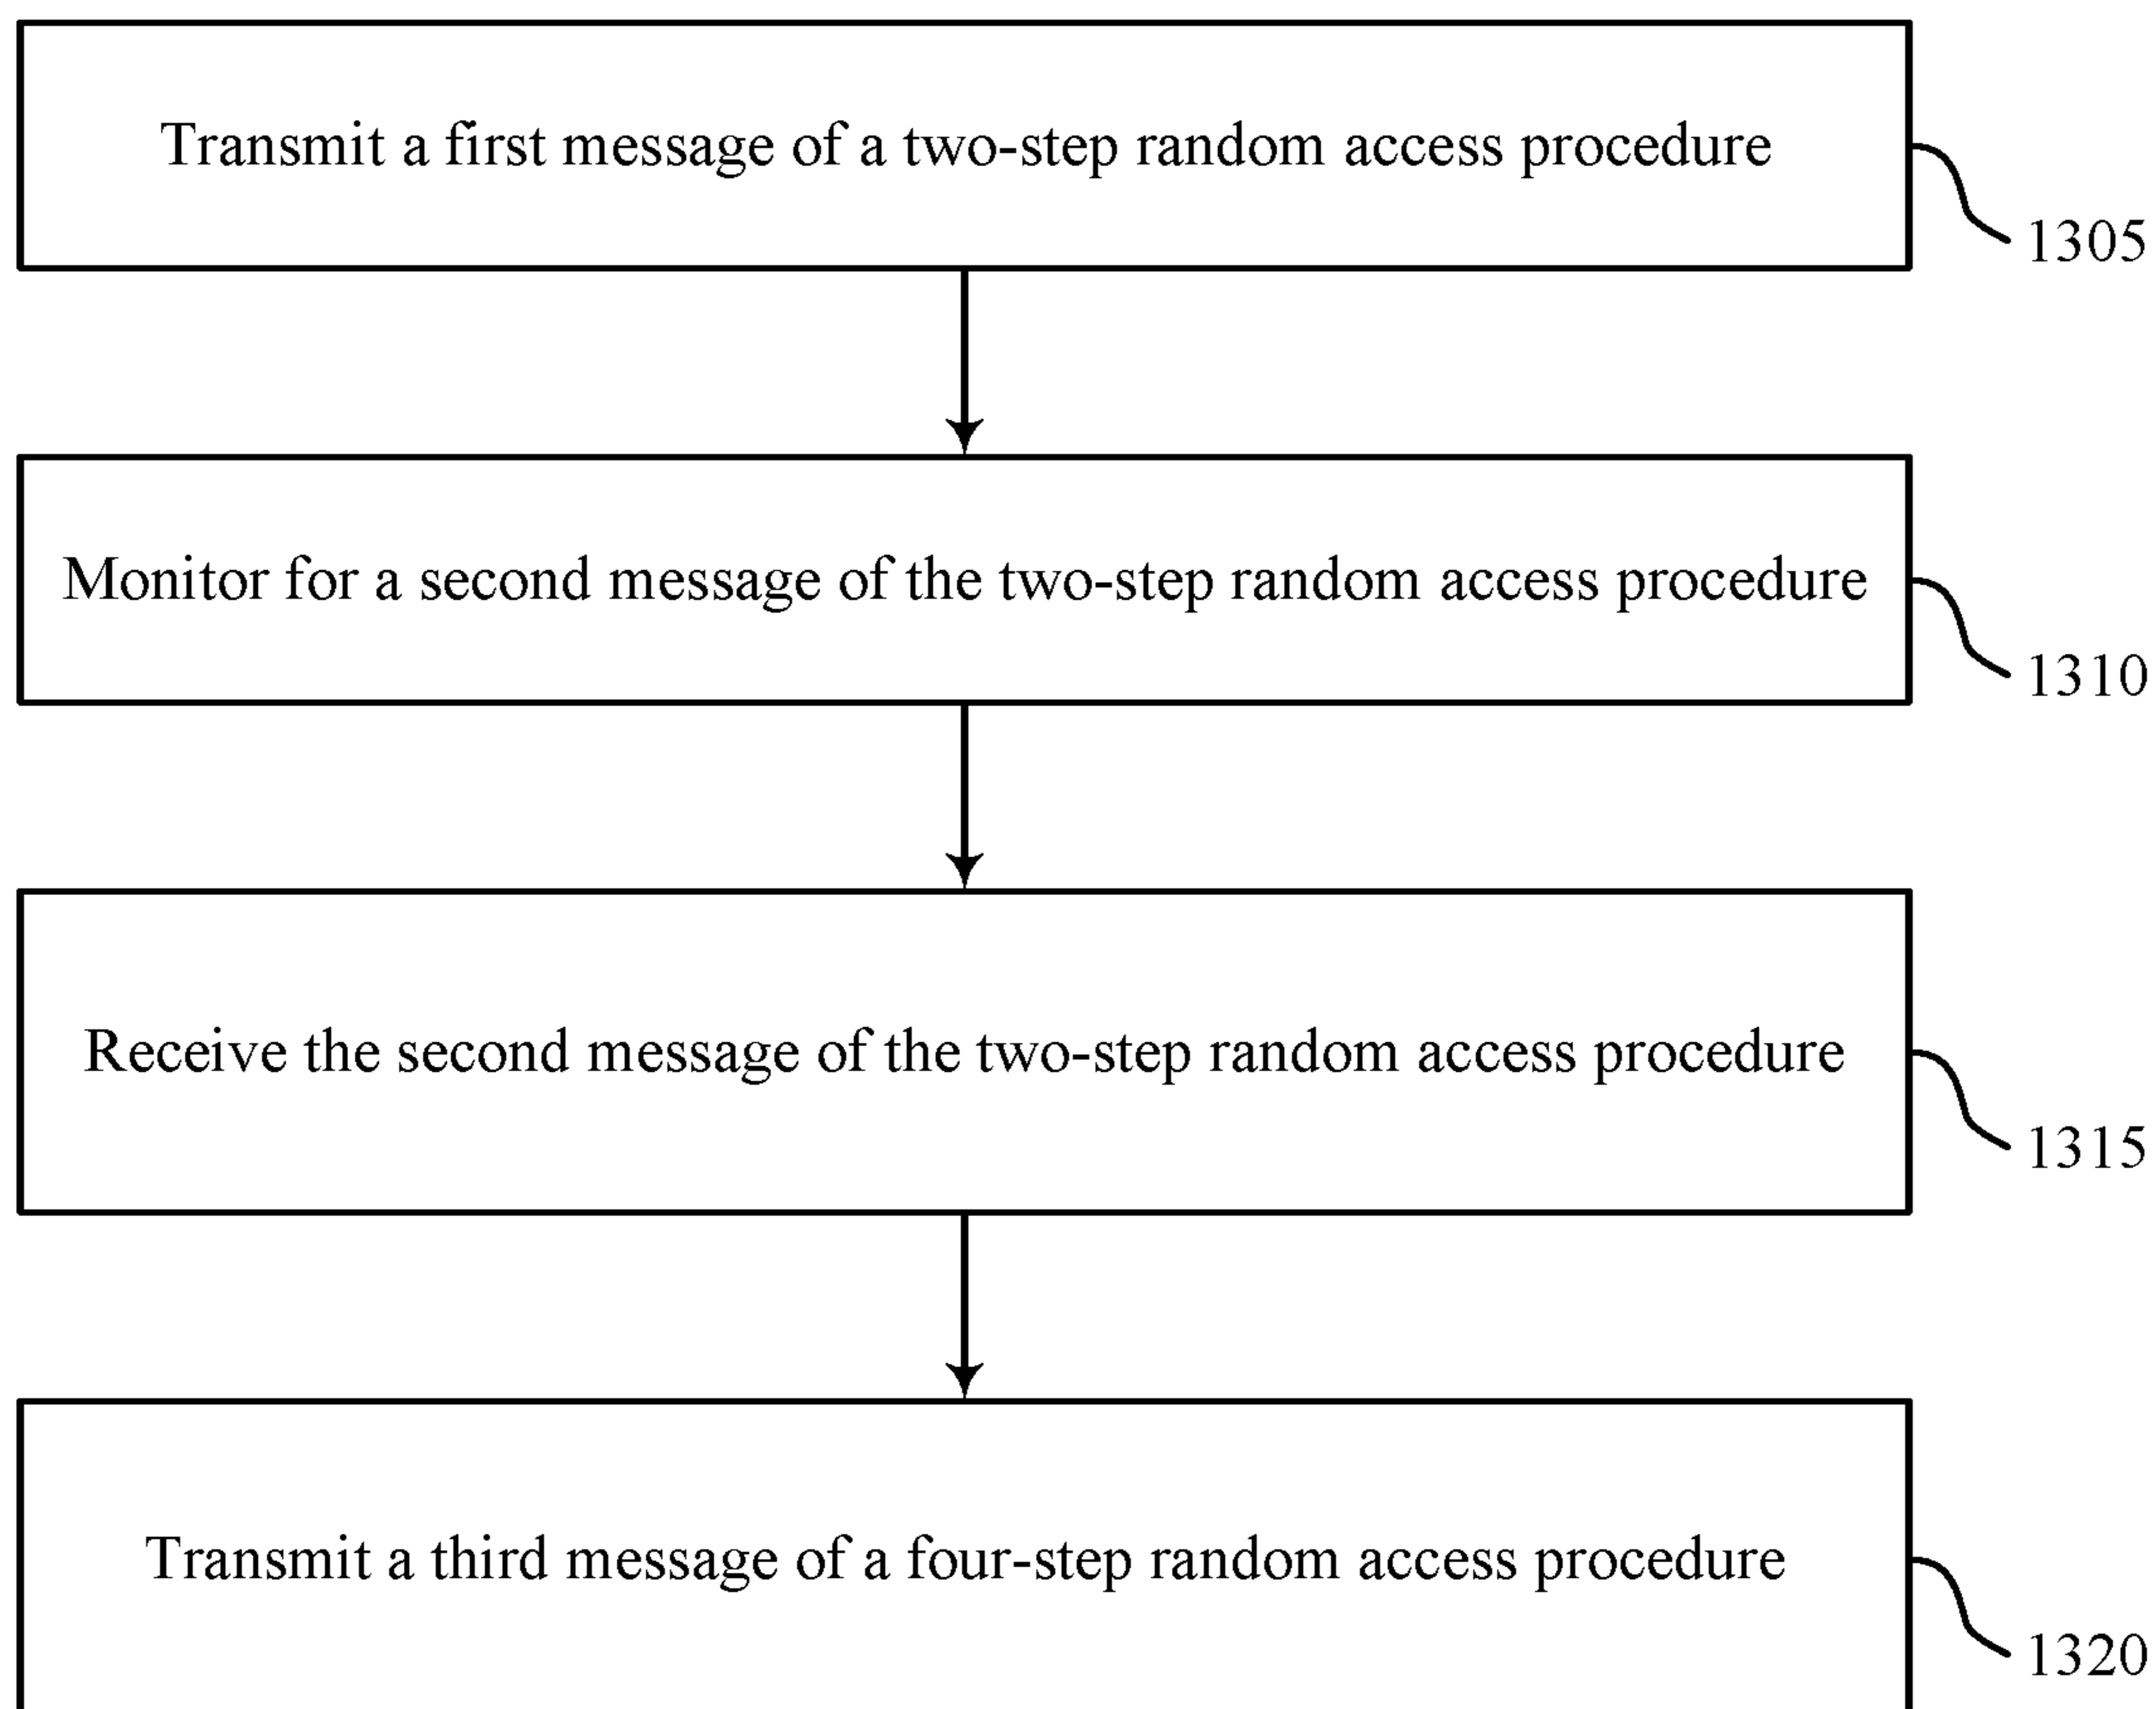 Transmit a first message of a two-step random access procedure
1305
Monitor for a second message of the two-step random access procedure
1310
Receive the second message of the two-step random access procedure
1315
Transmit a third message of a four-step random access procedure
1320